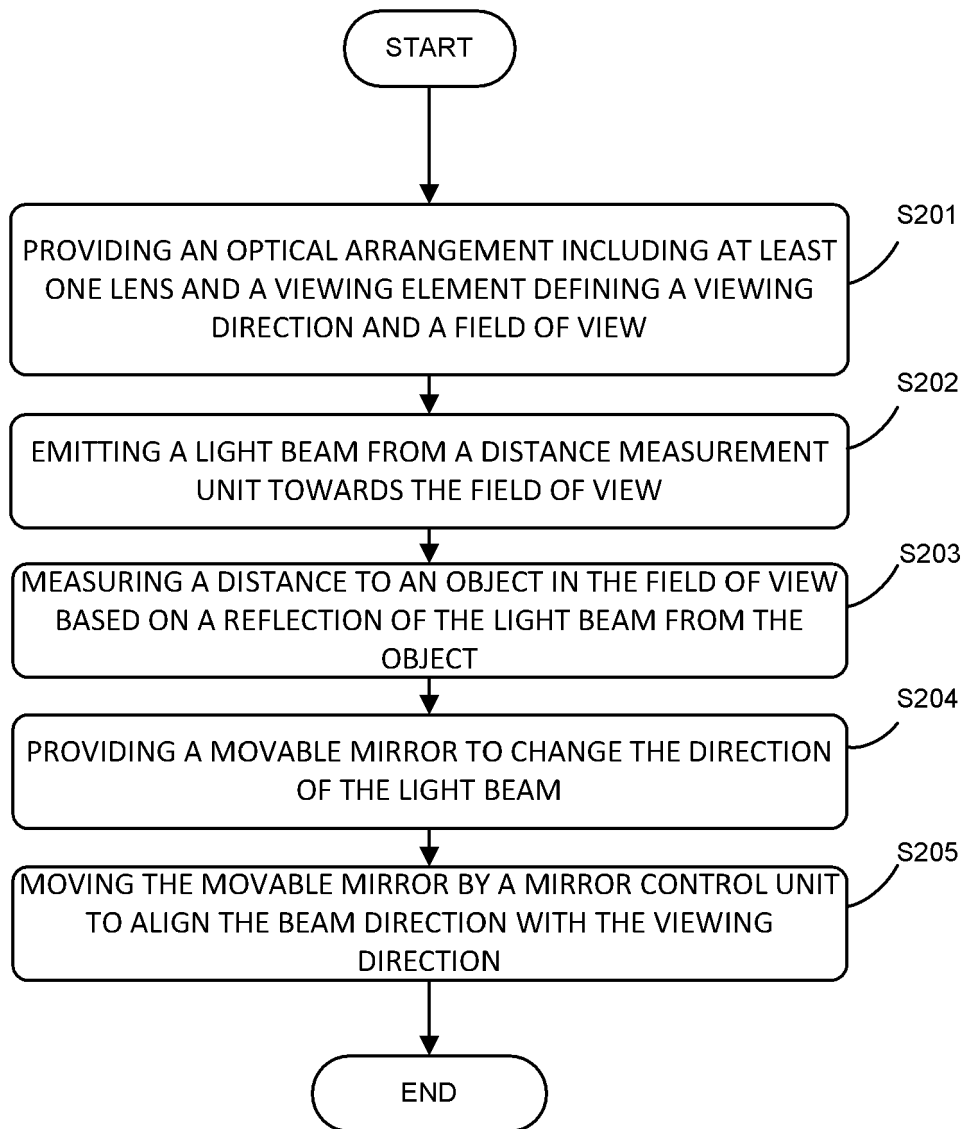 START
S201
PROVIDING AN OPTICAL ARRANGEMENT INCLUDING AT LEAST
ONE LENS AND A VIEWING ELEMENT DEFINING A VIEWING
DIRECTION AND A FIELD OF VIEW
S202
EMITTING A LIGHT BEAM FROM A DISTANCE MEASUREMENT
UNIT TOWARDS THE FIELD OF VIEW
S203
MEASURING A DISTANCE TO AN OBJECT IN THE FIELD OF VIEW
BASED ON A REFLECTION OF THE LIGHT BEAM FROM THE
OBJECT
S204
PROVIDING A MOVABLE MIRROR TO CHANGE THE DIRECTION
OF THE LIGHT BEAM
S205
MOVING THE MOVABLE MIRROR BY A MIRROR CONTROL UNIT
TO ALIGN THE BEAM DIRECTION WITH THE VIEWING
DIRECTION
END